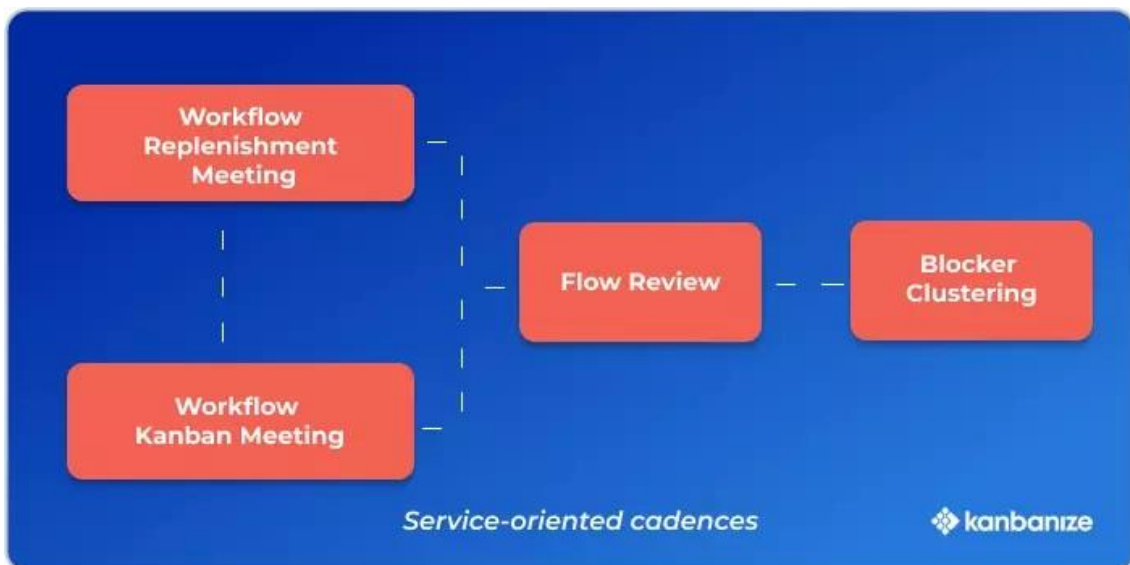 Workflow
Replenishment
Meeting
Flow Review
Blocker
Clustering
Workflow
Kanban Meeting
Service-oriented cadences
kanbanize